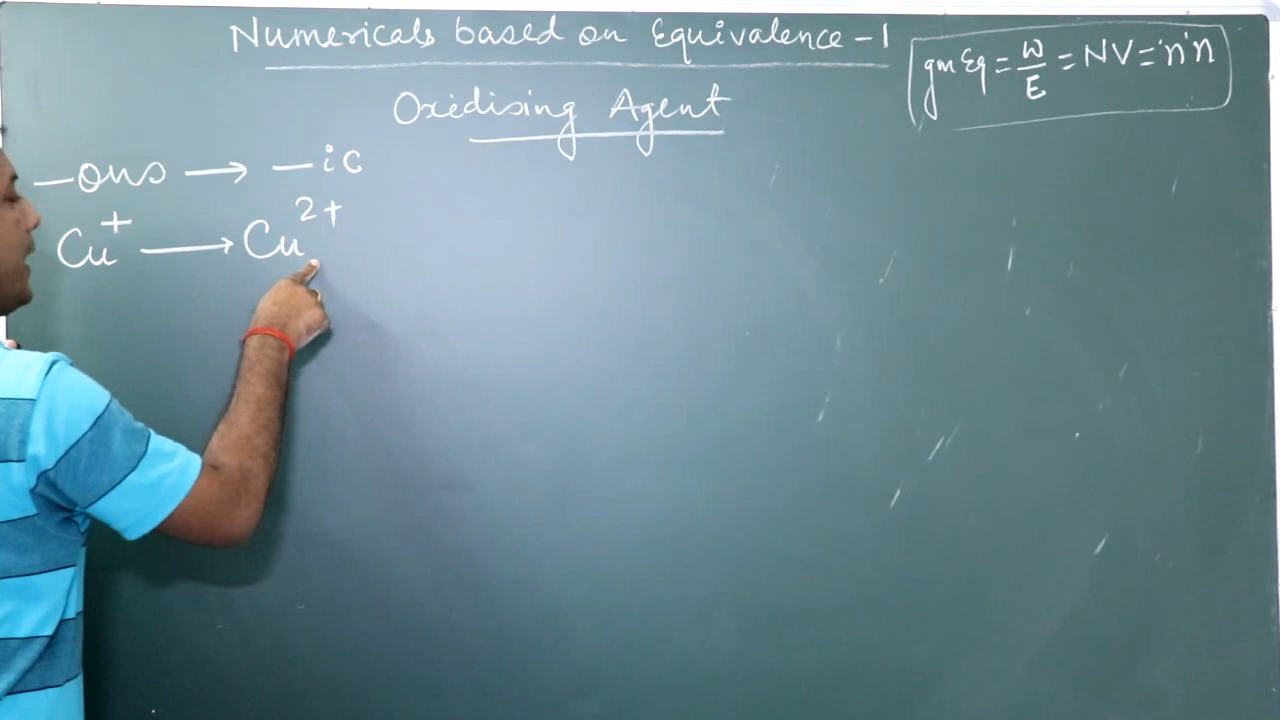 Numericals based on Equivalence-1
gm Eq = W/E = NV = 'n'n
Oxidising Agent
—ous → —ic
Cu⁺ → Cu²⁺